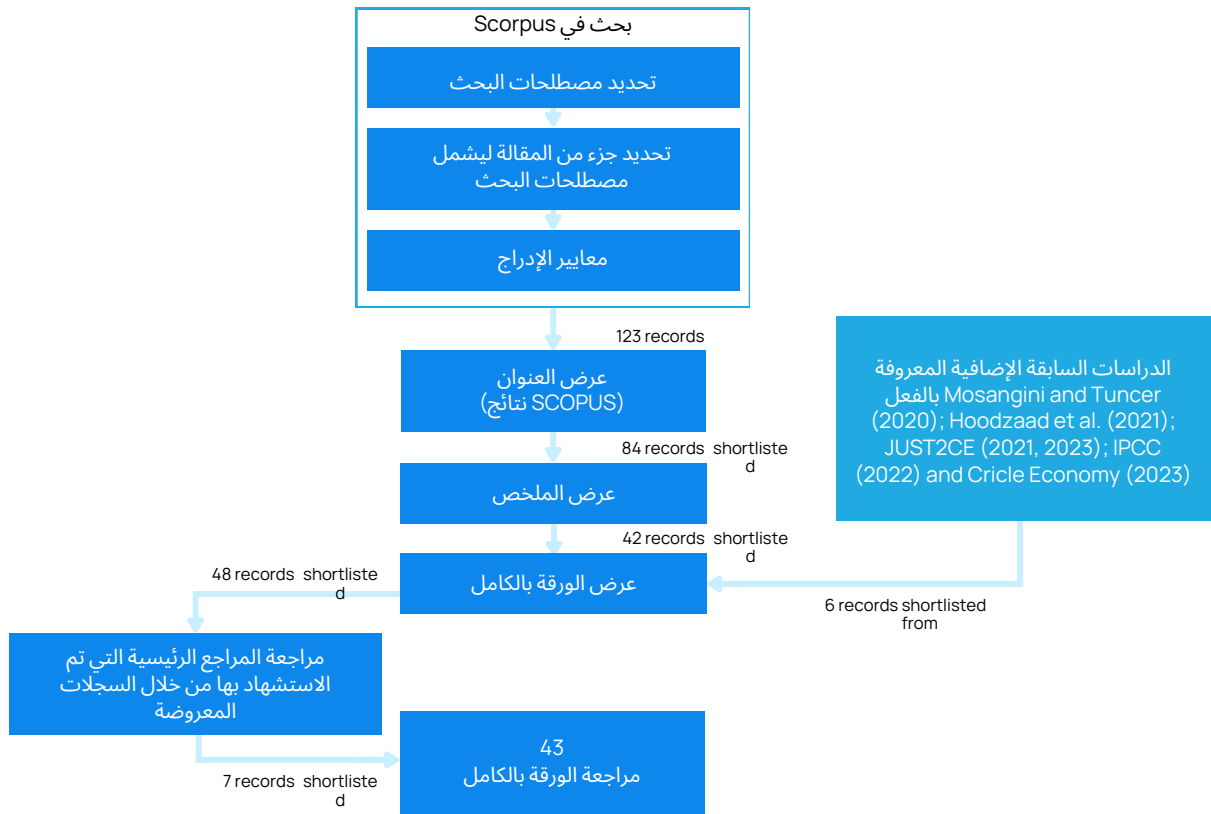 بحث في Scorpus
تحديد مصطلحات البحث
تحديد جزء من المقالة ليشمل
مصطلحات البحث
معايير الإدراج
123 records
عرض العنوان
(نتائج SCOPUS)
84 records shortliste
d
عرض الملخص
42 records shortliste
d
الدراسات السابقة الإضافية المعروفة
بالفعل Mosangini and Tuncer
(2020); Hoodzaad et al. (2021);
JUST2CE (2021, 2023); IPCC
(2022) and Cricle Economy (2023)
6 records shortlisted
from
عرض الورقة بالكامل
48 records shortliste
d
مراجعة المراجع الرئيسية التي تم
الاستشهاد بها من خلال السجلات
المعروضة
7 records shortliste
d
43
مراجعة الورقة بالكامل